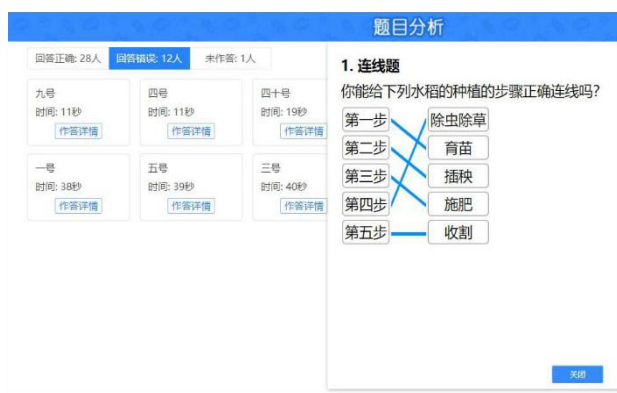 题目分析
回答正确: 28人 回答错误: 12人 未作答: 1人
九号 四号 四十号
时间: 11秒 时间: 11秒 时间: 19秒
作答详情 作答详情 作答详情
一号 五号 三号
时间: 38秒 时间: 39秒 时间: 40秒
作答详情 作答详情 作答详情
1. 连线题
你能给下列水稻的种植的步骤正确连线吗?
第一步 除虫除草
第二步 育苗
第三步 插秧
第四步 施肥
第五步 收割
关闭